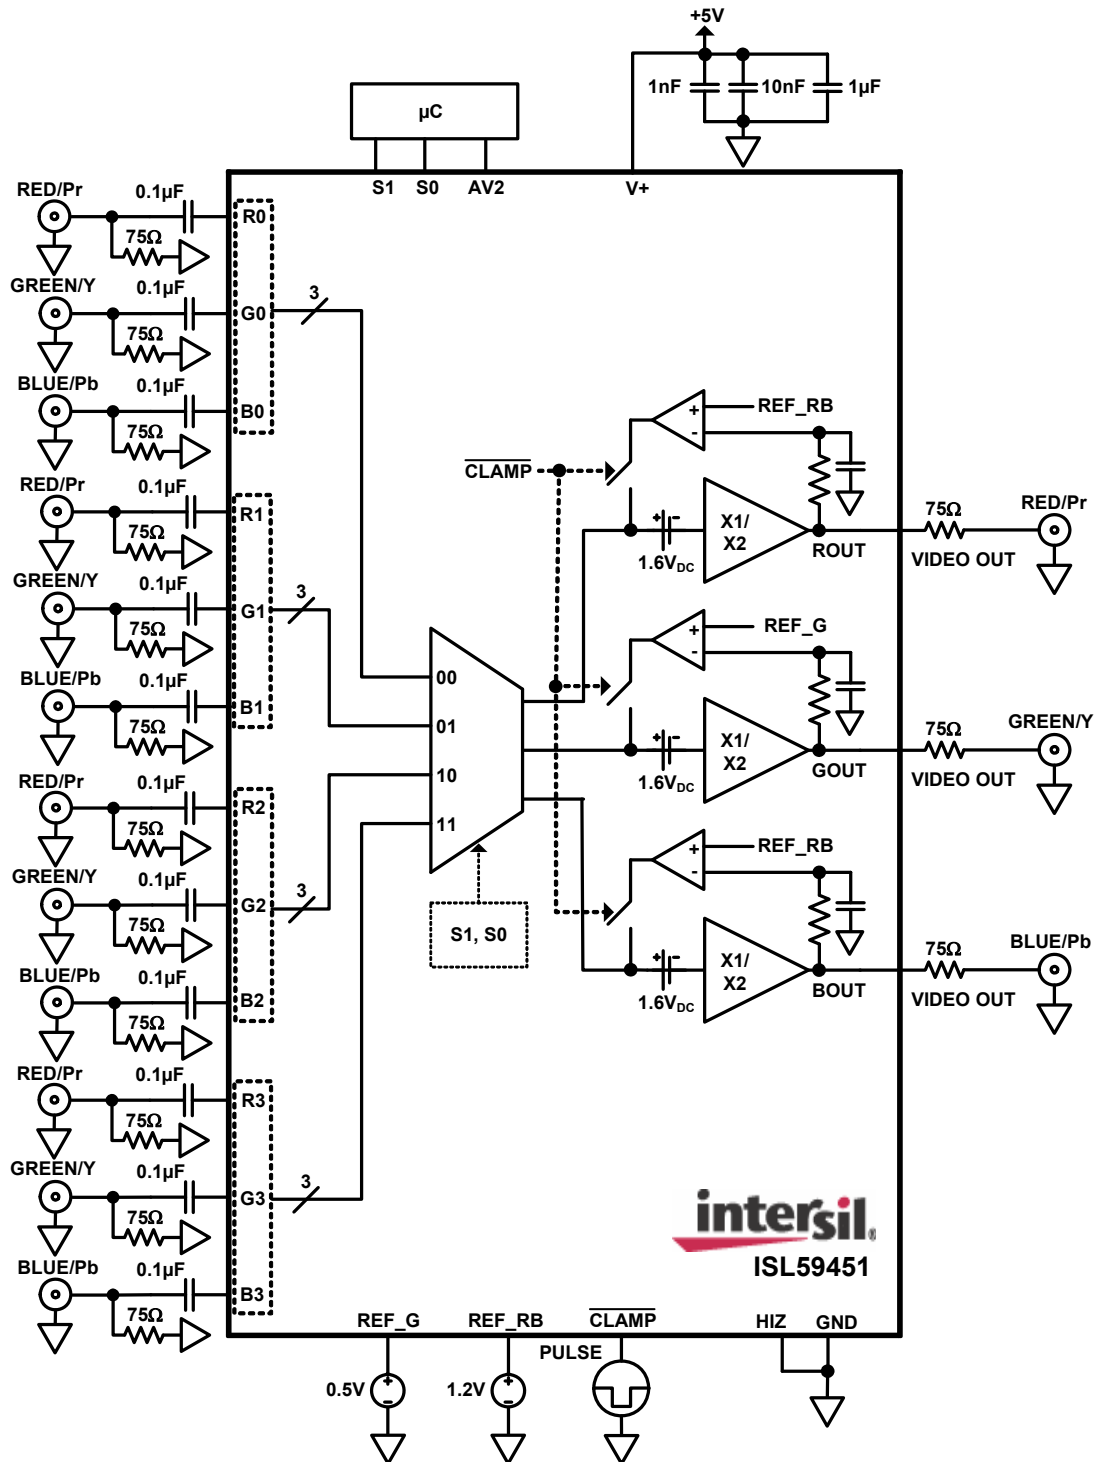 +5V
1nF
10nF
1µF
µC
S1 S0 AV2 V+
RED/Pr
0.1µF
R0
75Ω
GREEN/Y
0.1µF
G0
75Ω
3
BLUE/Pb
0.1µF
B0
75Ω
RED/Pr
0.1µF
R1
75Ω
GREEN/Y
0.1µF
G1
75Ω
3
BLUE/Pb
0.1µF
B1
75Ω
RED/Pr
0.1µF
R2
75Ω
GREEN/Y
0.1µF
G2
75Ω
3
BLUE/Pb
0.1µF
B2
75Ω
RED/Pr
0.1µF
R3
75Ω
GREEN/Y
0.1µF
G3
75Ω
3
BLUE/Pb
0.1µF
B3
75Ω
00
01
10
11
S1, S0
CLAMP
+
-
REF_RB
+ -
1.6VDC
X1/
X2
ROUT
75Ω
VIDEO OUT
RED/Pr
+
-
REF_G
+ -
1.6VDC
X1/
X2
GOUT
75Ω
VIDEO OUT
GREEN/Y
+
-
REF_RB
+ -
1.6VDC
X1/
X2
BOUT
75Ω
VIDEO OUT
BLUE/Pb
intersil®
ISL59451
REF_G REF_RB CLAMP HIZ GND
PULSE
0.5V
+
-
1.2V
+
-